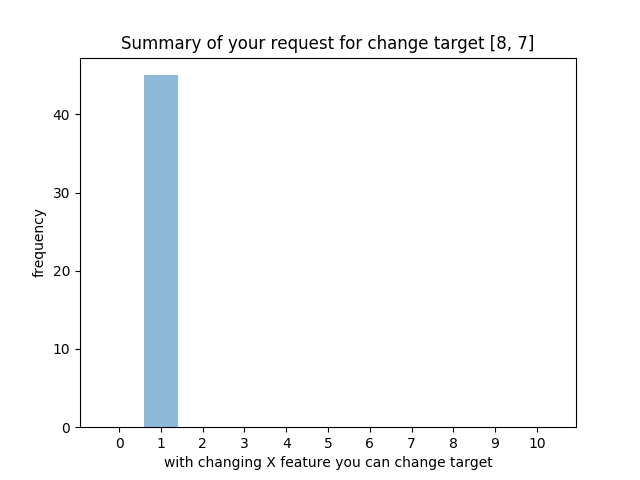 Summary of your request for change target [8, 7]
40
30
20
10
0
frequency
0 1 2 3 4 5 6 7 8 9 10
with changing X feature you can change target